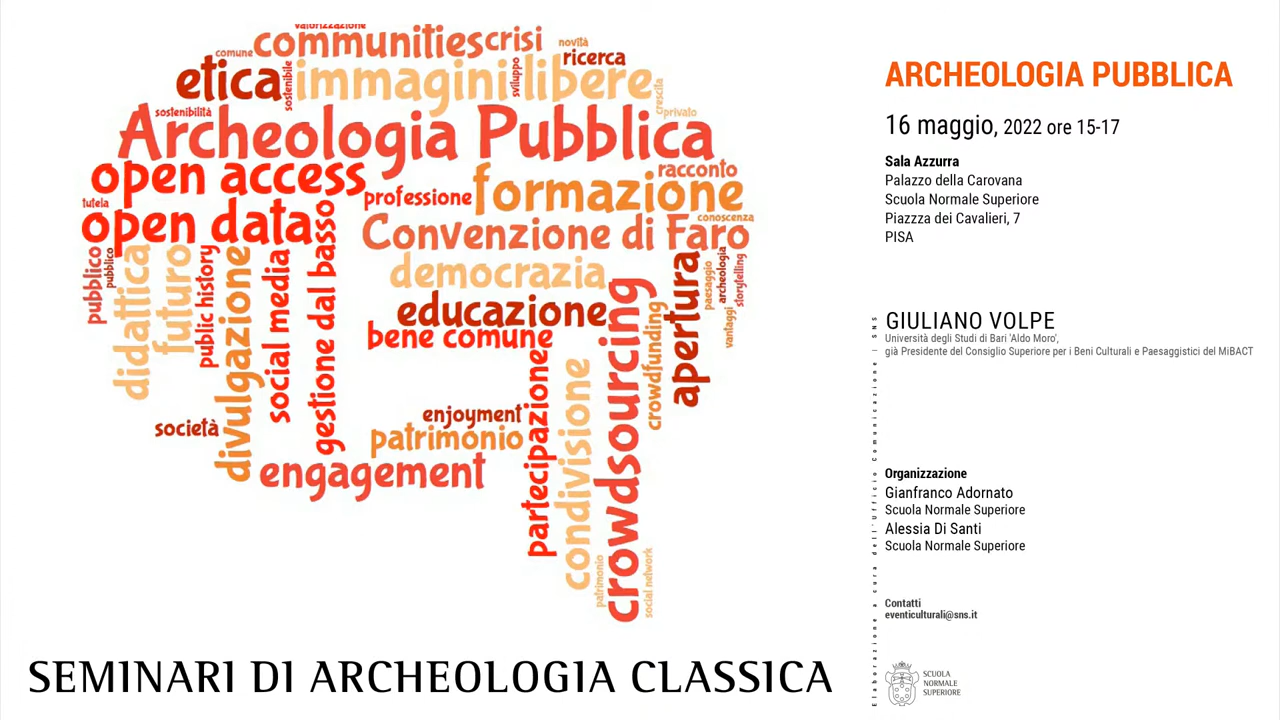 valorizzazione
communities crisi
comune
novità
ricerca
etica
sostenibile
immagini
sviluppo
libere
crescita
sostenibilità
privato
Archeologia Pubblica
open access
racconto
professione
formazione
tutela
open data
conoscenza
Convenzione di Faro
pubblico
pubblico
didattica
futuro
public history
divulgazione
social media
gestione dal basso
democrazia
educazione
bene comune
crowdsourcing
crowdfunding
apertura
paesaggio
archeologia
storytelling
vantaggi
enjoyment
società
patrimonio
engagement
partecipazione
condivisione
patrimonio
social network
SEMINARI DI ARCHEOLOGIA CLASSICA
ARCHEOLOGIA PUBBLICA
16 maggio, 2022 ore 15-17
Sala Azzurra
Palazzo della Carovana
Scuola Normale Superiore
Piazzza dei Cavalieri, 7
PISA
GIULIANO VOLPE
Università degli Studi di Bari 'Aldo Moro',
già Presidente del Consiglio Superiore per i Beni Culturali e Paesaggistici del MiBACT
Organizzazione
Gianfranco Adornato
Scuola Normale Superiore
Alessia Di Santi
Scuola Normale Superiore
Contatti
eventiculturali@sns.it
Elaborazione a cura dell'Ufficio Comunicazione | SNS
SCUOLA
NORMALE
SUPERIORE